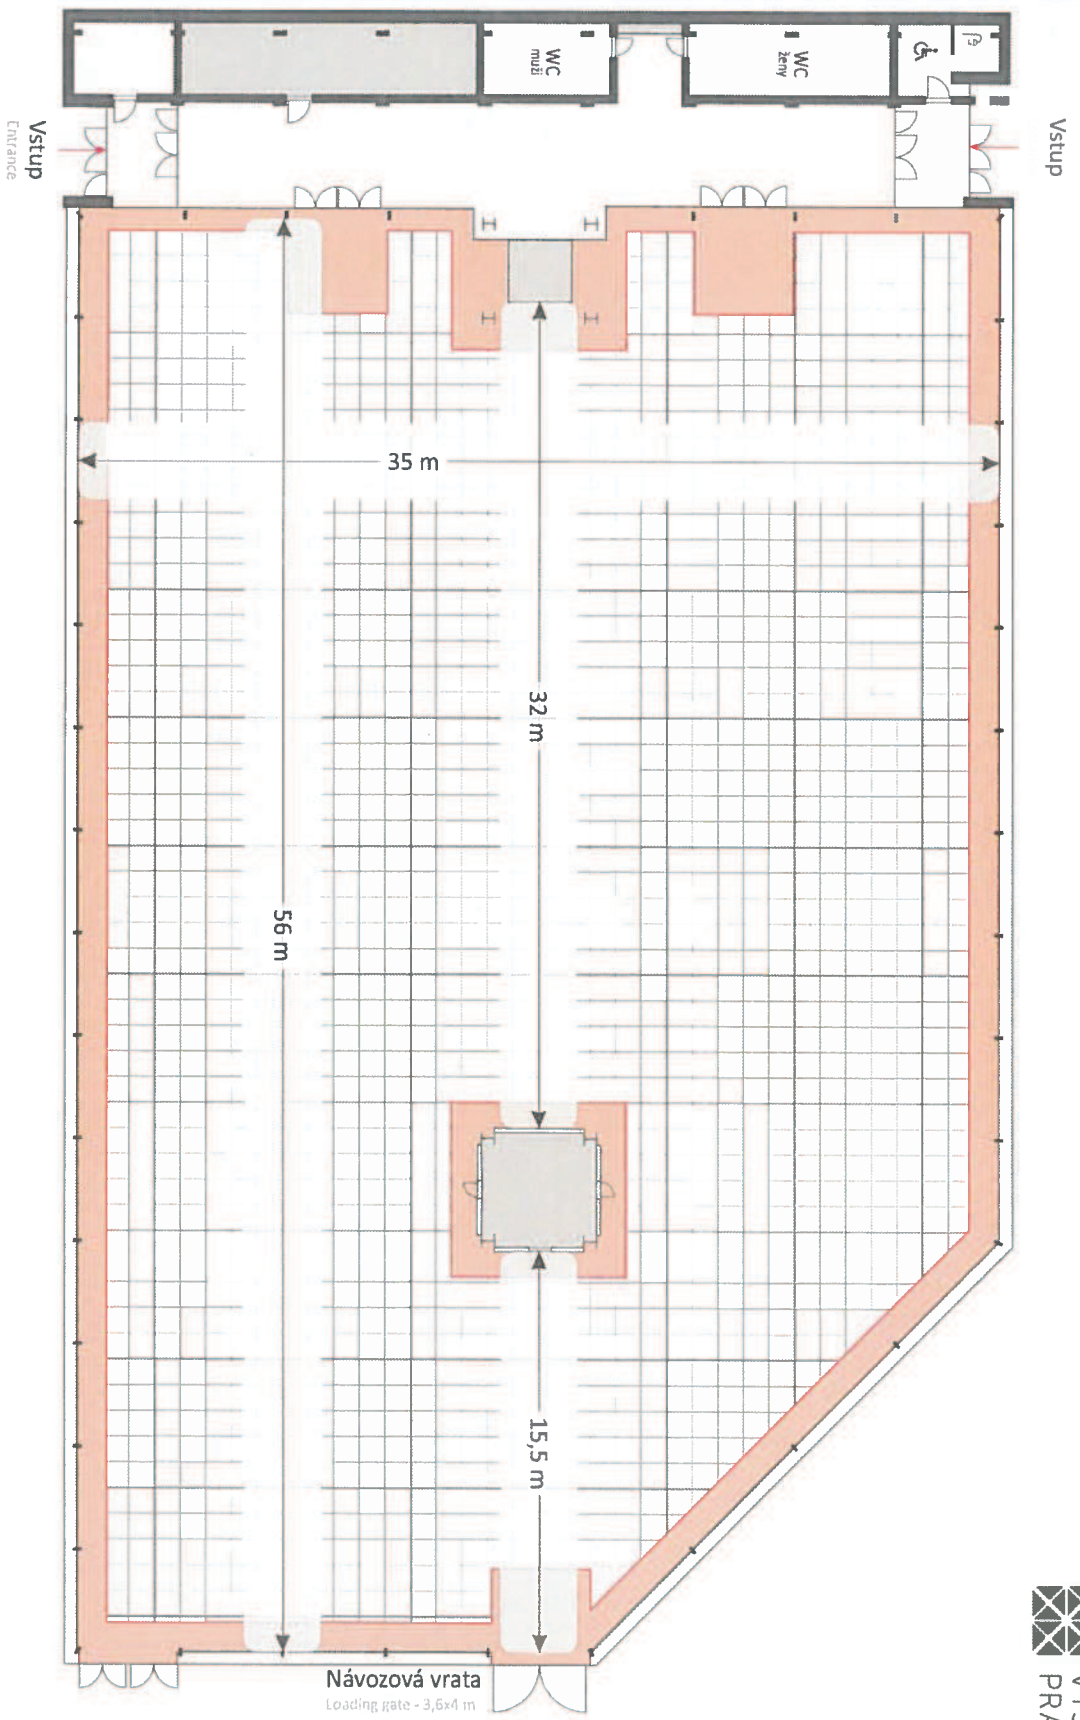 WC
muži
WC
ženy
Vstup
Entrance
Vstup
35 m
32 m
56 m
15,5 m
Návozová vrata
Loading gate - 3,6x4 m